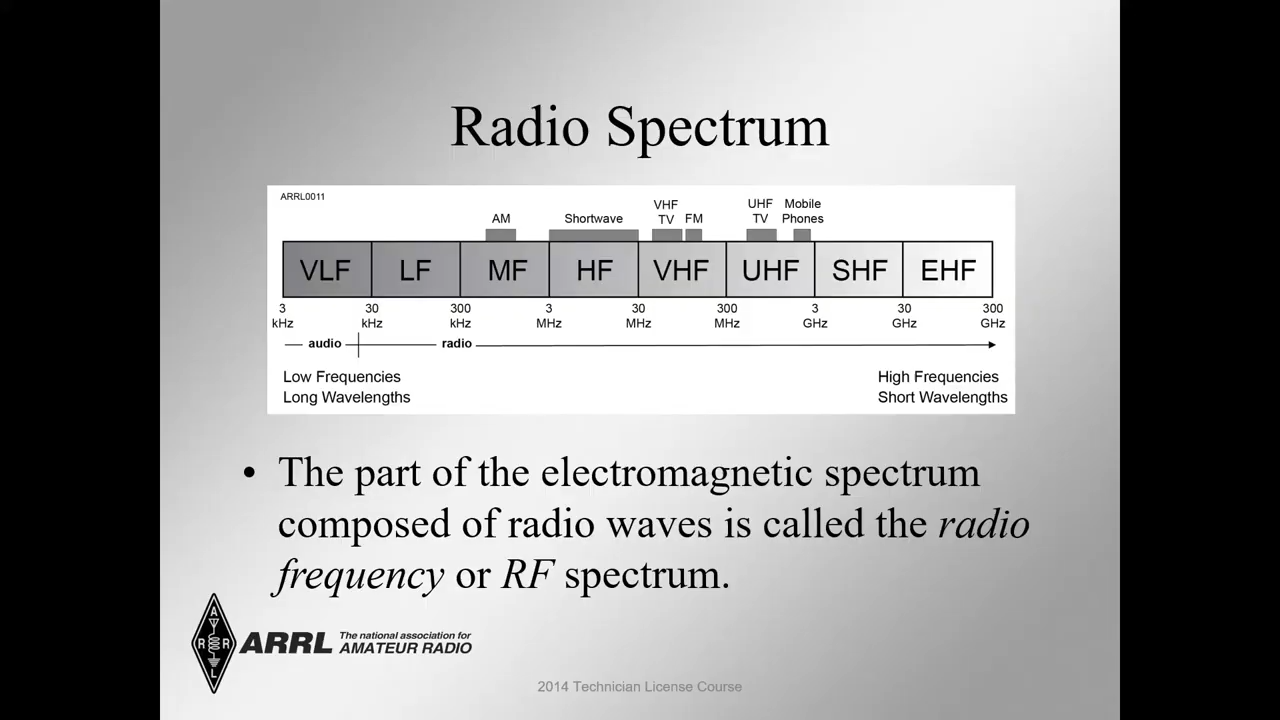 Radio Spectrum
ARRL0011
AM Shortwave VHF TV FM UHF TV Mobile Phones
VLF LF MF HF VHF UHF SHF EHF
3 kHz 30 kHz 300 kHz 3 MHz 30 MHz 300 MHz 3 GHz 30 GHz 300 GHz
audio radio
Low Frequencies High Frequencies
Long Wavelengths Short Wavelengths
• The part of the electromagnetic spectrum
composed of radio waves is called the radio
frequency or RF spectrum.
A
R R
L
ARRL The national association for
AMATEUR RADIO
2014 Technician License Course